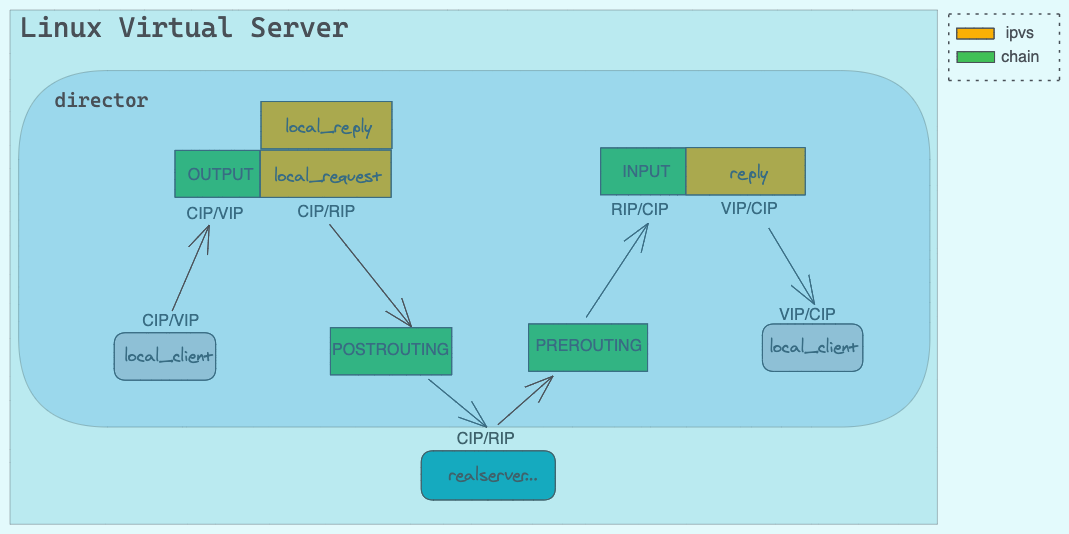 Linux Virtual Server
ipvs
chain
director
local_reply
OUTPUT
local_request
INPUT
reply
CIP/VIP
CIP/RIP
RIP/CIP
VIP/CIP
CIP/VIP
VIP/CIP
local_client
POSTROUTING
PREROUTING
local_client
CIP/RIP
realserver...